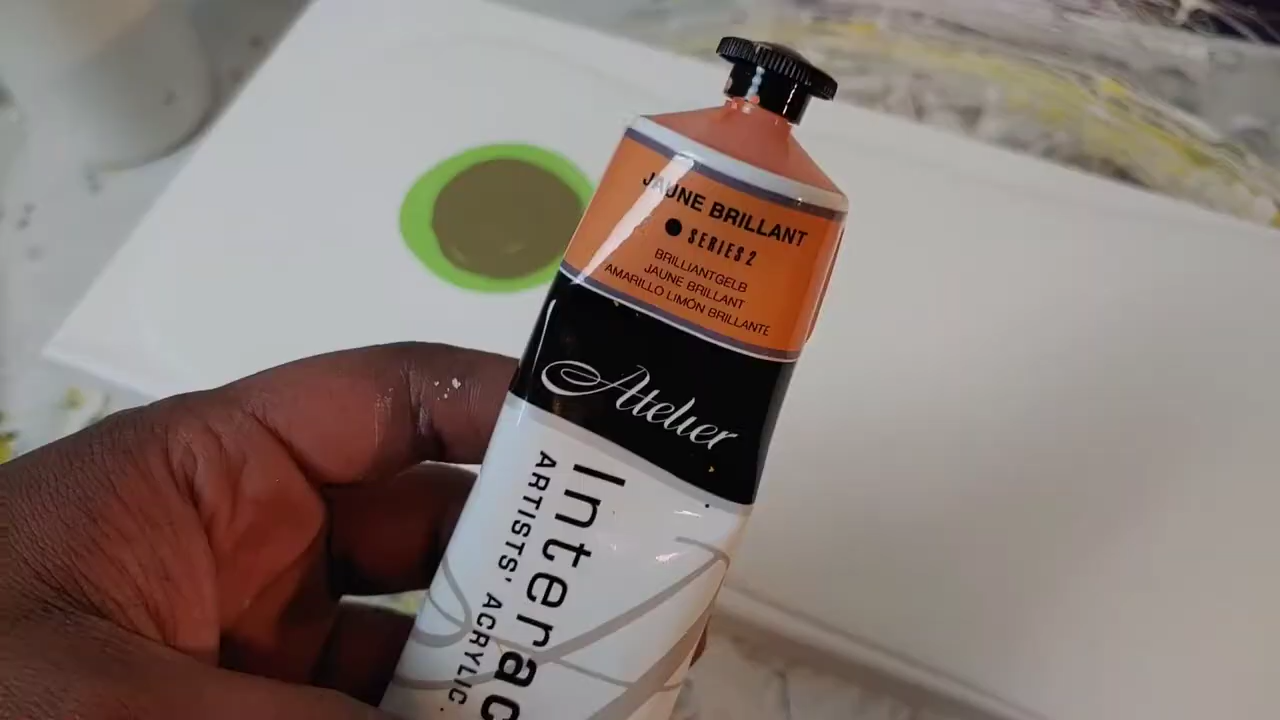 JAUNE BRILLANT
SERIES 2
BRILLIANTGELB
JAUNE BRILLANT
AMARILLO LIMÓN BRILLANTE
Atelier
Interac
ARTISTS' ACRYLIC.